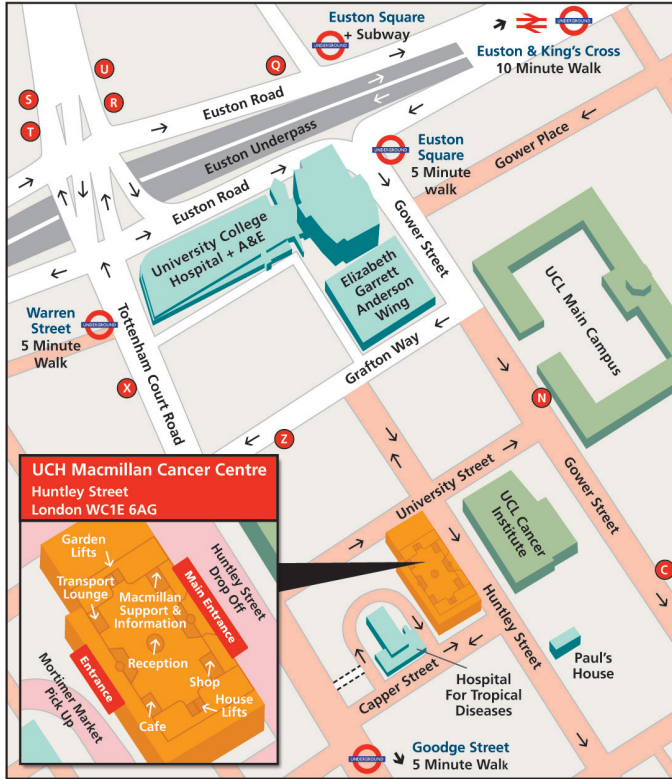 Euston Square
+ Subway
UNDERGROUND
UNDERGROUND
Euston & King's Cross
10 Minute Walk
U
Q
S
R
T
Euston Road
Euston Underpass
Euston Road
UNDERGROUND
Euston
Square
5 Minute
walk
Gower Place
University College
Hospital + A&E
Gower Street
Elizabeth
Garrett
Anderson
Wing
UCL Main Campus
Warren
Street
5 Minute
Walk
UNDERGROUND
Tottenham Court Road
Grafton Way
X
N
Z
UCH Macmillan Cancer Centre
Huntley Street
London WC1E 6AG
University Street
Gower Street
UCL Cancer
Institute
C
Garden
Lifts
Transport
Lounge
Macmillan
Support &
Information
Huntley Street
Drop Off
Main Entrance
Reception
Entrance
Shop
House
Lifts
Cafe
Mortimer Market
Pick Up
Huntley Street
Capper Street
Hospital
For Tropical
Diseases
Paul's
House
UNDERGROUND
Goodge Street
5 Minute Walk